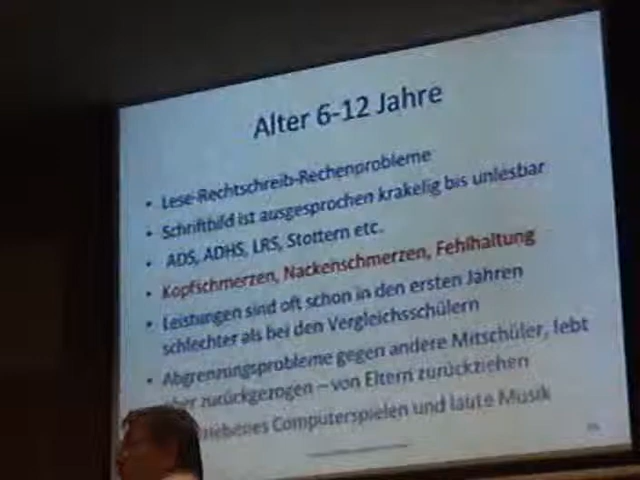 Alter 6-12 Jahre
• Lese-Rechtschreib-Rechenprobleme
• Schriftbild ist ausgesprochen krakelig bis unlesbar
• ADS, ADHS, LRS, Stottern etc.
• Kopfschmerzen, Nackenschmerzen, Fehlhaltung
• Leistungen sind oft schon in den ersten Jahren
schlechter als bei den Vergleichsschülern
• Abgrenzungsprobleme gegen andere Mitschüler, lebt
eher zurückgezogen – von Eltern zurückziehen
Computerspielen und laute Musik